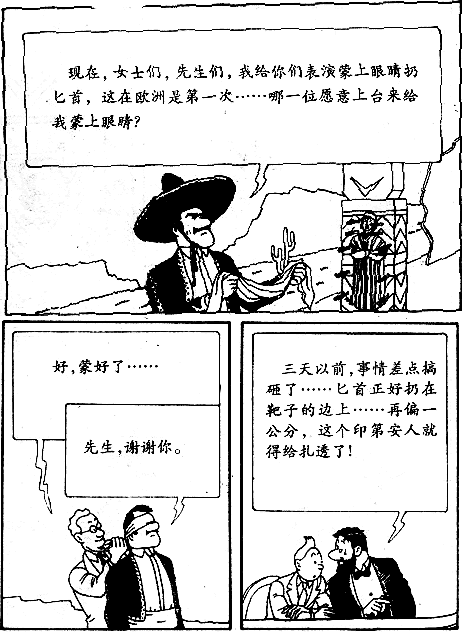 现在，女士们，先生们，我给你们表演蒙上眼睛扔
匕首，这在欧洲是第一次……哪一位愿意上台来给
我蒙上眼睛？
好，蒙好了……
先生，谢谢你。
三天以前，事情差点搞
砸了……匕首正好扔在
靶子的边上……再偏一
公分，这个印第安人就
得给扎透了！